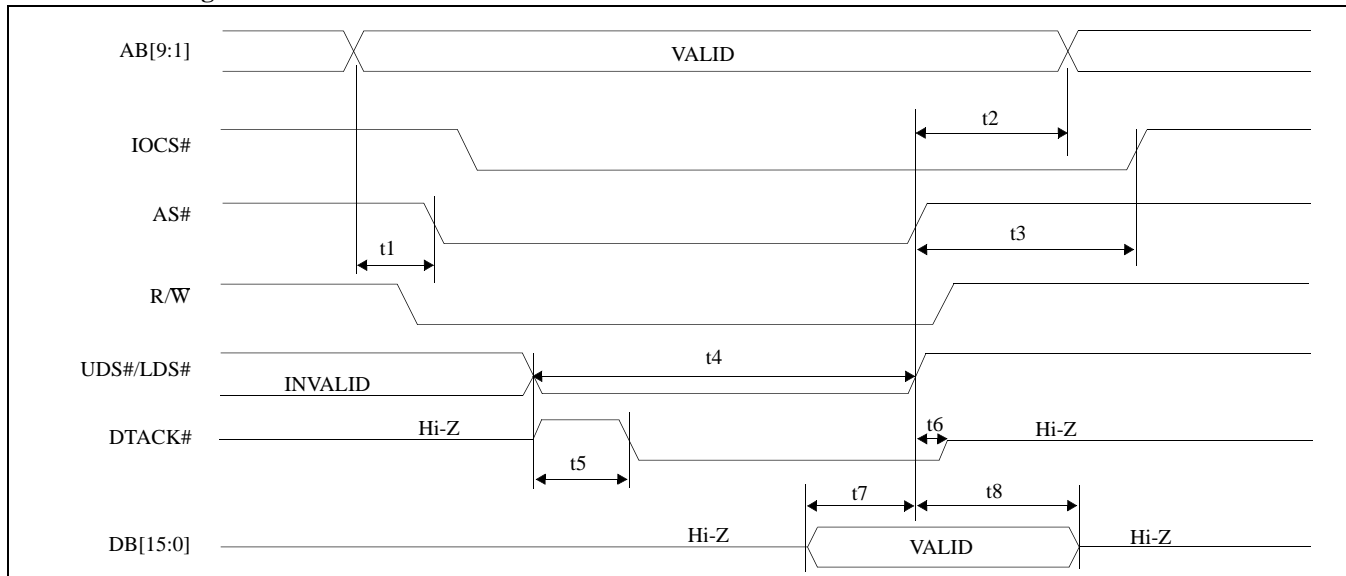 AB[9:1]
VALID
t2
IOCS#
AS#
t3
t1
R/W̅
UDS#/LDS#
t4
INVALID
DTACK#
Hi-Z
t6
Hi-Z
t5
t7
t8
DB[15:0]
Hi-Z
VALID
Hi-Z